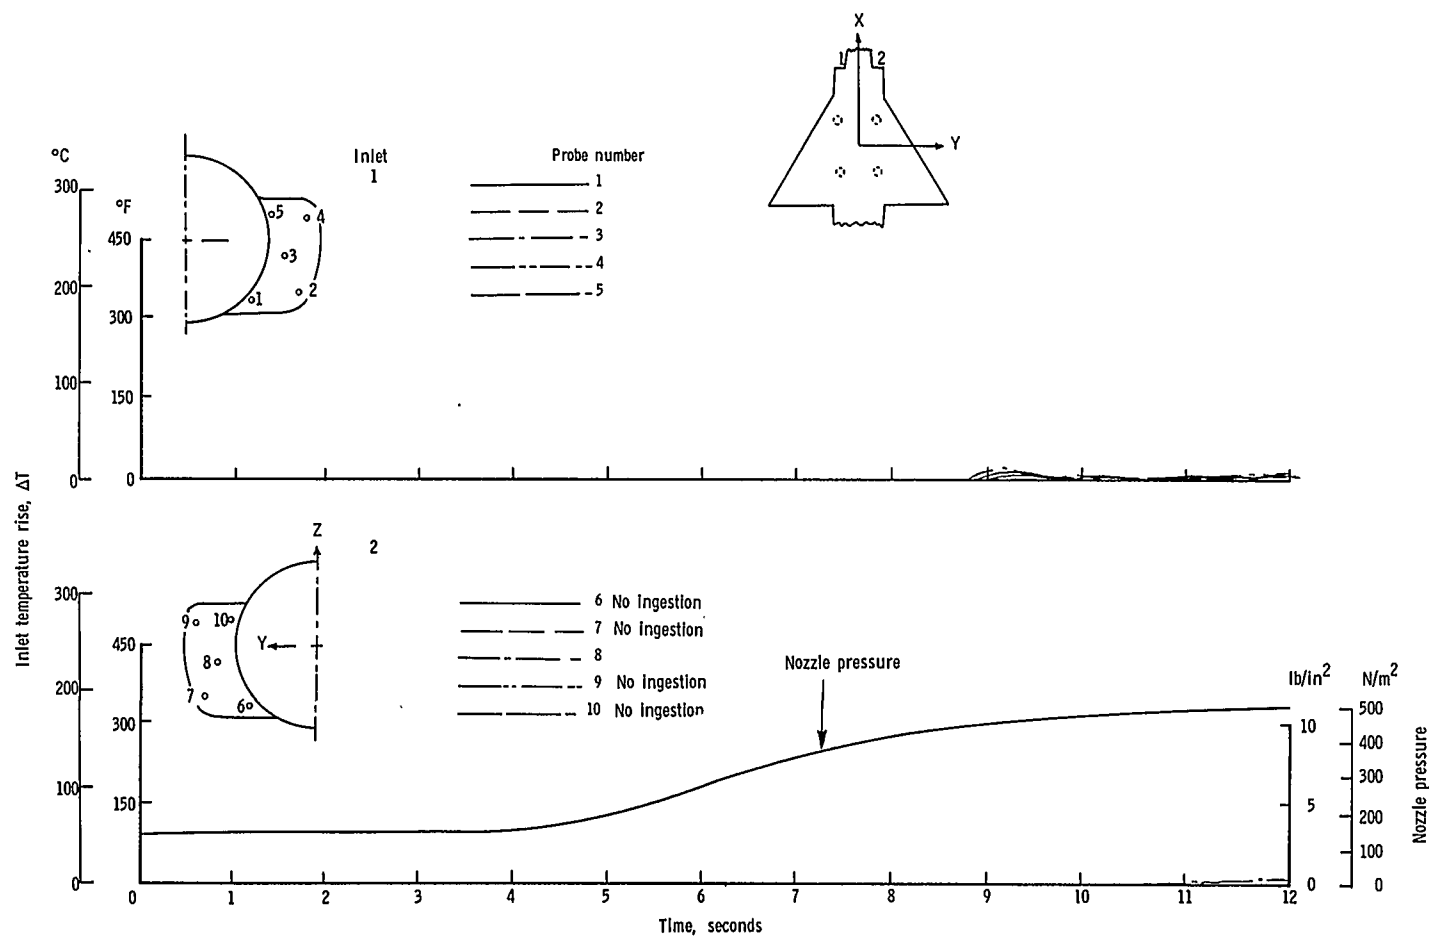 X
1 2
Y
°C
Inlet
1
Probe number
300
°F
450
200
300
100
150
0
0
5
4
3
2
1
1
2
3
4
5
Inlet temperature rise, ΔT
Z
2
300
450
200
300
100
150
0
9
10
Y
8
7
6
6 No ingestion
7 No ingestion
8
9 No ingestion
10 No ingestion
Nozzle pressure
lb/in2
N/m2
10
5
0
500
400
300
200
100
0
Nozzle pressure
0 1 2 3 4 5 6 7 8 9 10 11 12
Time, seconds